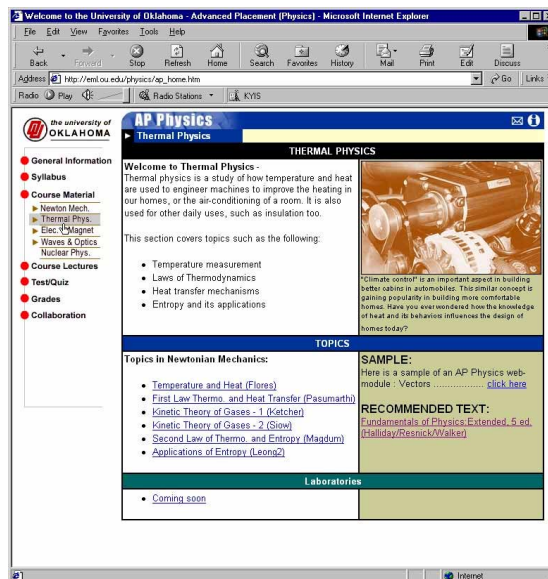 Welcome to the University of Oklahoma - Advanced Placement (Physics) - Microsoft Internet Explorer
File Edit View Favorites Tools Help
Back Forward Stop Refresh Home Search Favorites History Mail Print Edit Discuss
Address http://eml.ou.edu/physics/ap_home.htm Go Links
Radio Play Radio Stations KYIS
the university of
OKLAHOMA
General Information
Syllabus
Course Material
Newton Mech.
Thermal Phys.
Elec. Magnet
Waves & Optics
Nuclear Phys.
Course Lectures
Test/Quiz
Grades
Collaboration
AP Physics
Thermal Physics
THERMAL PHYSICS
Welcome to Thermal Physics -
Thermal physics is a study of how temperature and heat
are used to engineer machines to improve the heating in
our homes, or the air-conditioning of a room. It is also
used for other daily uses, such as insulation too.
This section covers topics such as the following:
• Temperature measurement
• Laws of Thermodynamics
• Heat transfer mechanisms
• Entropy and its applications
"Climate control" is an important aspect in building
better cabins in automobiles. This similar concept is
gaining popularity in building more comfortable
homes. Have you ever wondered how the knowledge
of heat and its behaviors influences the design of
homes today?
TOPICS
Topics in Newtonian Mechanics:
• Temperature and Heat (Flores)
• First Law Thermo. and Heat Transfer (Pasumarthi)
• Kinetic Theory of Gases - 1 (Ketcher)
• Kinetic Theory of Gases - 2 (Siow)
• Second Law of Thermo. and Entropy (Magdum)
• Applications of Entropy (Leong2)
SAMPLE:
Here is a sample of an AP Physics web-
module : Vectors .................. click here
RECOMMENDED TEXT:
Fundamentals of Physics:Extended, 5 ed.
(Halliday/Resnick/Walker)
Laboratories
• Coming soon
Internet